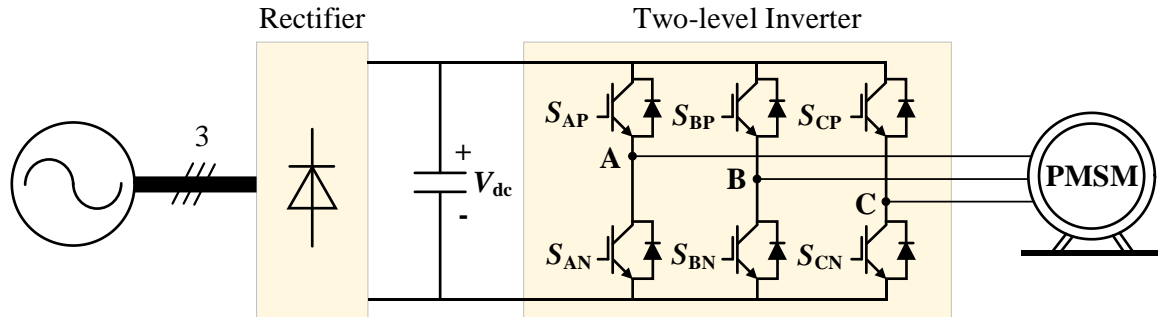 Rectifier
Two-level Inverter
3
+
V_dc
-
S_AP
S_BP
S_CP
A
B
C
S_AN
S_BN
S_CN
PMSM